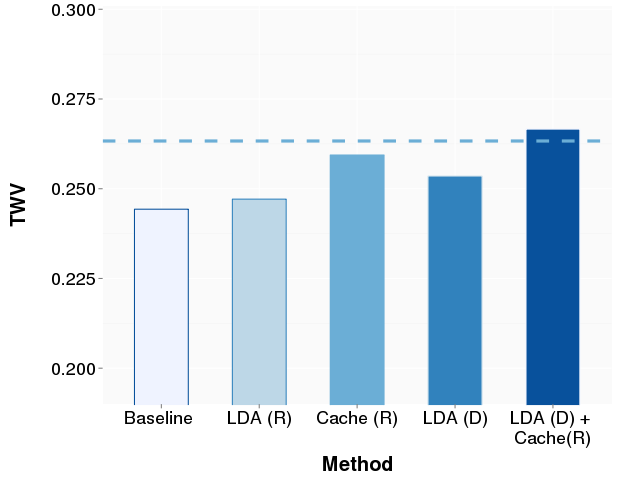 0.300
0.275
0.250
0.225
0.200
TWV
Baseline
LDA (R)
Cache (R)
LDA (D)
LDA (D) +
Cache(R)
Method